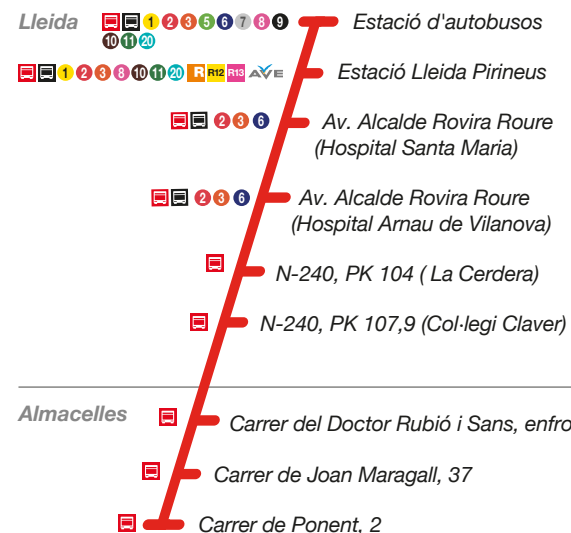 Lleida 1 2 3 5 6 7 8 9 Estació d'autobusos
10 11 20
1 2 3 8 10 11 20 R R12 R13 AVE Estació Lleida Pirineus
2 3 6 Av. Alcalde Rovira Roure
(Hospital Santa Maria)
2 3 6 Av. Alcalde Rovira Roure
(Hospital Arnau de Vilanova)
N-240, PK 104 ( La Cerdera)
N-240, PK 107,9 (Col·legi Claver)
Almacelles Carrer del Doctor Rubió i Sans, enfro
Carrer de Joan Maragall, 37
Carrer de Ponent, 2